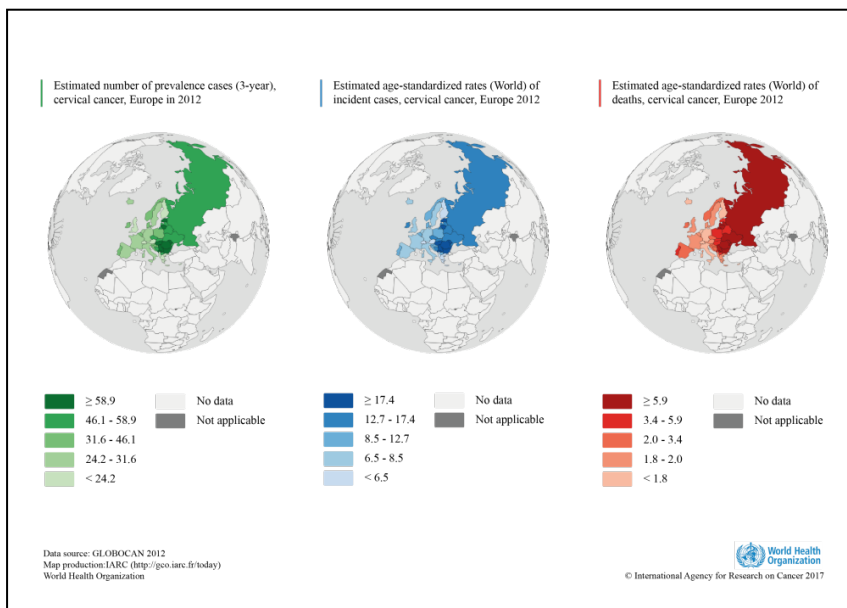 Estimated number of prevalence cases (3-year),
cervical cancer, Europe in 2012
Estimated age-standardized rates (World) of
incident cases, cervical cancer, Europe 2012
Estimated age-standardized rates (World) of
deaths, cervical cancer, Europe 2012
≥ 58.9
46.1 - 58.9
31.6 - 46.1
24.2 - 31.6
< 24.2
No data
Not applicable
≥ 17.4
12.7 - 17.4
8.5 - 12.7
6.5 - 8.5
< 6.5
No data
Not applicable
≥ 5.9
3.4 - 5.9
2.0 - 3.4
1.8 - 2.0
< 1.8
No data
Not applicable
Data source: GLOBOCAN 2012
Map production:IARC (http://gco.iarc.fr/today)
World Health Organization
World Health
Organization
© International Agency for Research on Cancer 2017